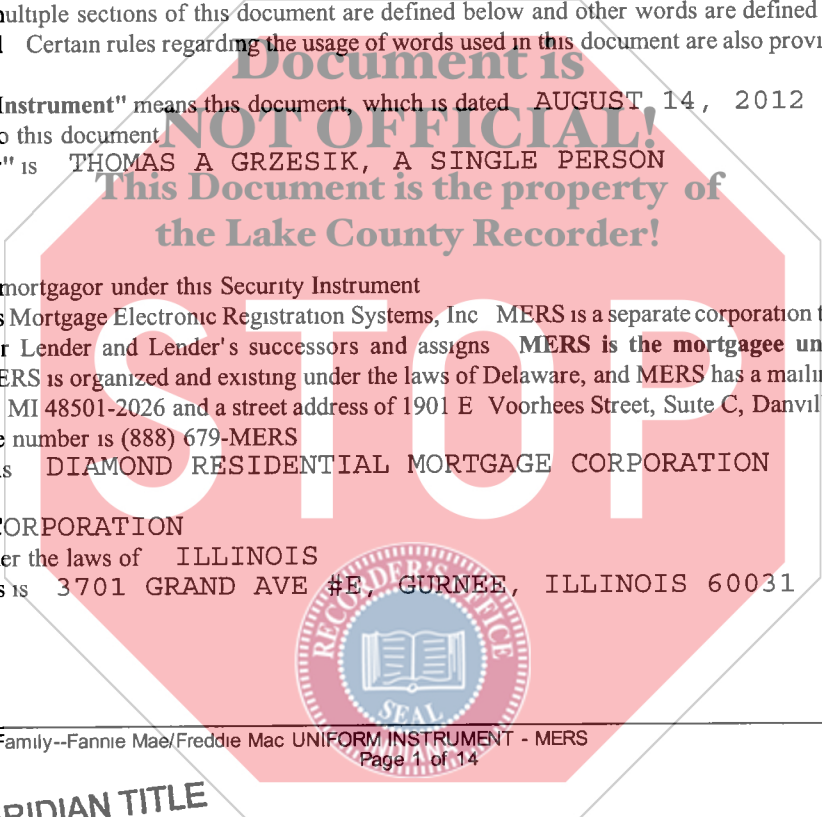 ultiple sections of this document are defined below and other words are defined
Certain rules regarding the usage of words used in this document are also provi
Document is
Instrument" means this document, which is dated AUGUST 14, 2012
o this document
NOT OFFICIAL!
" is THOMAS A GRZESIK, A SINGLE PERSON
This Document is the property of
the Lake County Recorder!
mortgagor under this Security Instrument
s Mortgage Electronic Registration Systems, Inc MERS is a separate corporation t
r Lender and Lender's successors and assigns MERS is the mortgagee un
ERS is organized and existing under the laws of Delaware, and MERS has a mailin
MI 48501-2026 and a street address of 1901 E Voorhees Street, Suite C, Danvil
e number is (888) 679-MERS
STOP
s DIAMOND RESIDENTIAL MORTGAGE CORPORATION
CORPORATION
er the laws of ILLINOIS
s is 3701 GRAND AVE #E, GURNEE, ILLINOIS 60031
RECORDER'S OFFICE
SEAL
INDIANA
Family--Fannie Mae/Freddie Mac UNIFORM INSTRUMENT - MERS
Page 1 of 14
RIDIAN TITLE